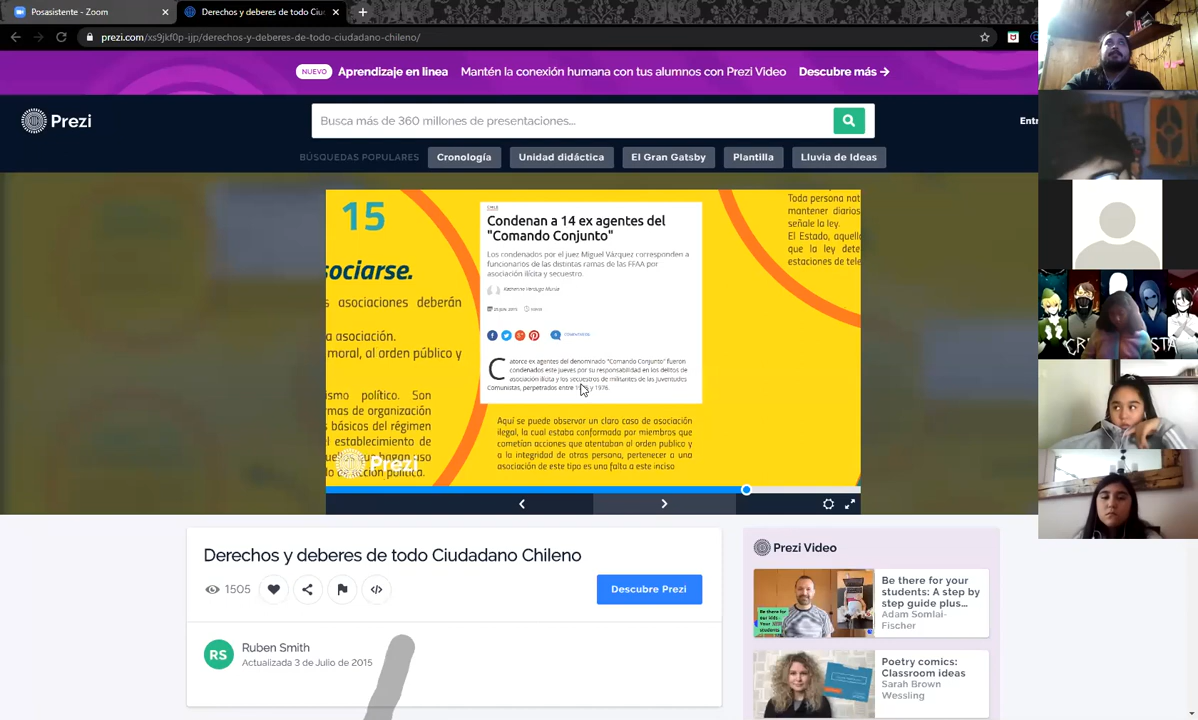 Posasistente - Zoom
Derechos y deberes de todo Ciu
prezi.com/xs9jkf0p-ijp/derechos-y-deberes-de-todo-ciudadano-chileno/
NUEVO Aprendizaje en linea Mantén la conexión humana con tus alumnos con Prezi Video Descubre más →
Prezi
Busca más de 360 millones de presentaciones...
Entr
BÚSQUEDAS POPULARES Cronología Unidad didáctica El Gran Gatsby Plantilla Lluvia de Ideas
15
sociarse.
s asociaciones deberán
a asociación.
moral, al orden público y
ismo político. Son
rmas de organización
básicos del régimen
l establecimiento de
Prezi
CHILE
Condenan a 14 ex agentes del
"Comando Conjunto"
Los condenados por el juez Miguel Vázquez corresponden a
funcionarios de las distintas ramas de las FFAA por
asociación ilícita y secuestro.
Catorce ex agentes del denominado "Comando Conjunto" fueron
condenados este jueves por su responsabilidad en los delitos de
asociación ilícita y los secuestros de militantes de las Juventudes
Comunistas, perpetrados entre y 1976.
Aquí se puede observar un claro caso de asociación
ilegal, la cual estaba conformada por miembros que
cometían acciones que atentaban al orden publico y
a la integridad de otras persona, pertenecer a una
asociación de este tipo es una falta a este inciso
Toda persona nat
mantener diarios
señale la ley.
El Estado, aquell
que la ley dete
estaciones de tele
Derechos y deberes de todo Ciudadano Chileno
1505
Descubre Prezi
RS
Ruben Smith
Actualizada 3 de Julio de 2015
Prezi Video
Be there for your
students: A step by
step guide plus...
Adam Somlai-
Fischer
Poetry comics:
Classroom ideas
Sarah Brown
Wessling